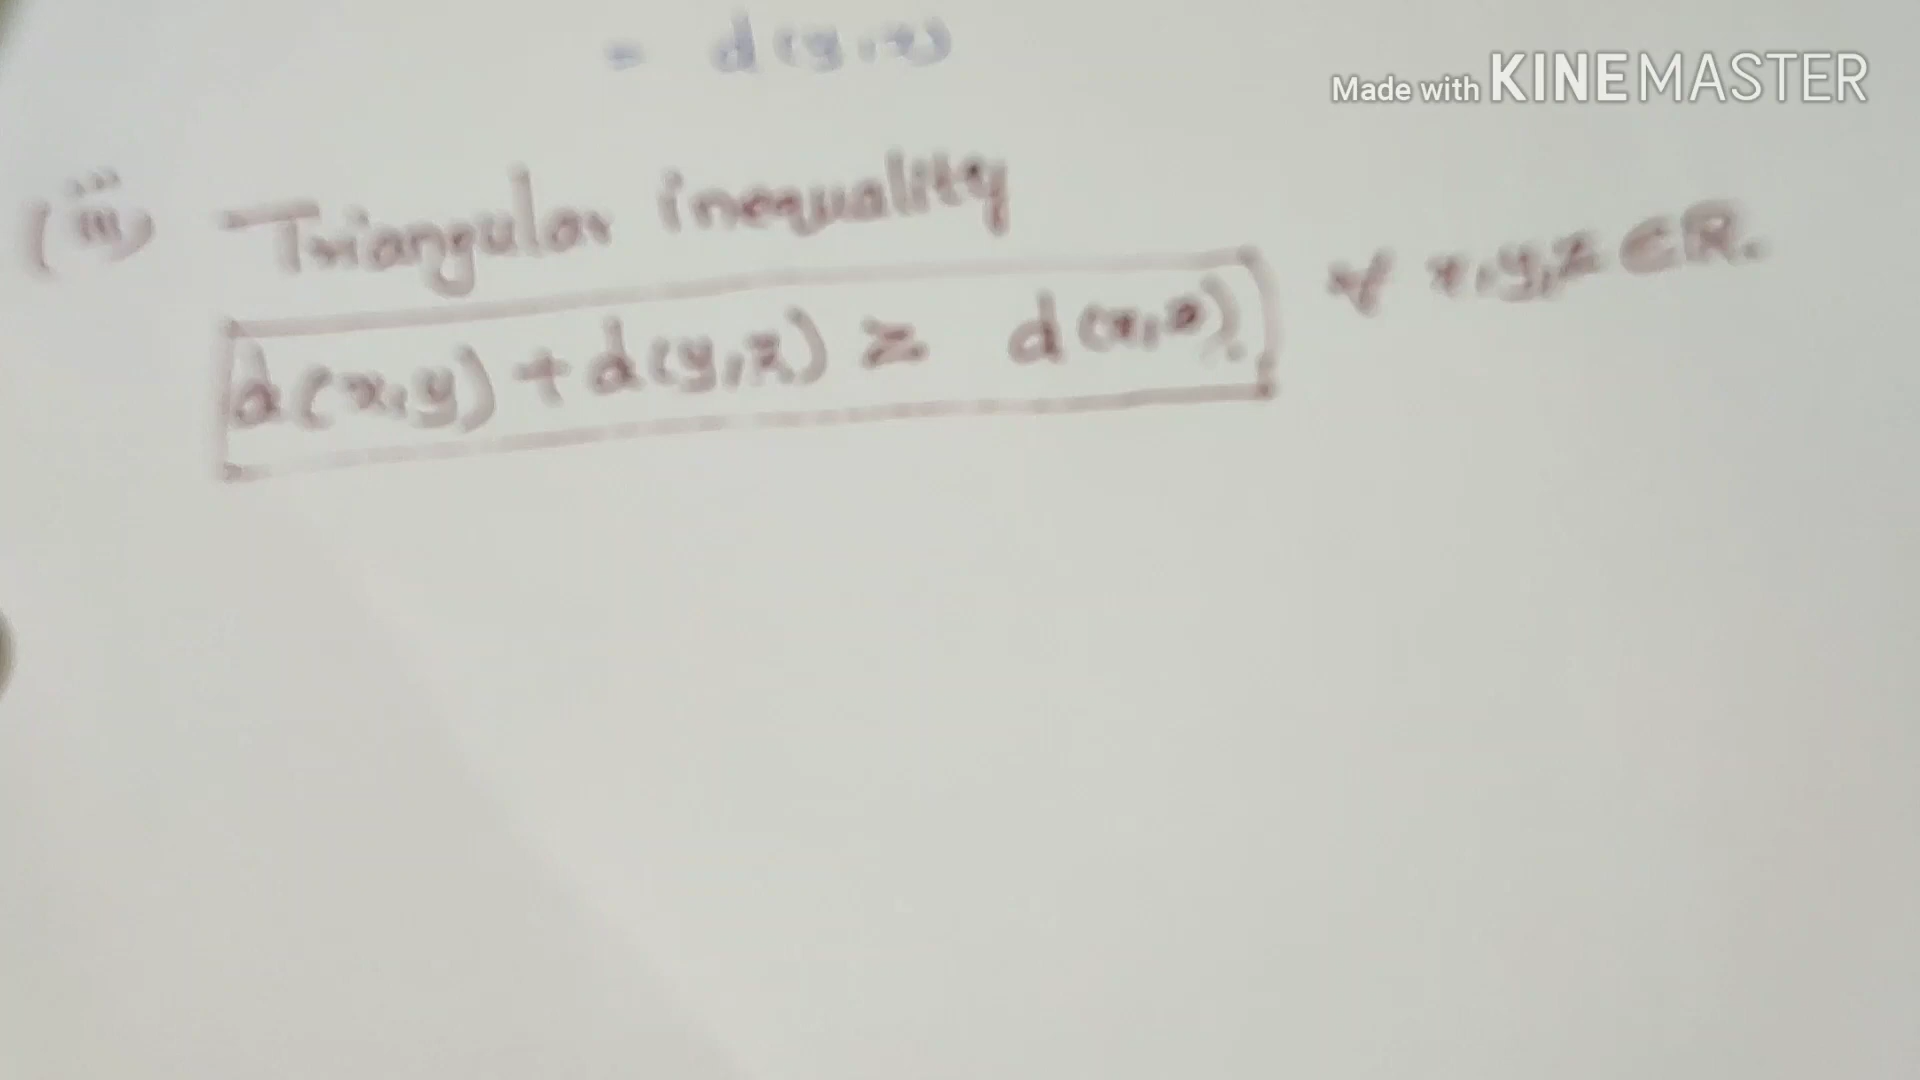 = d(y,x)
Made with KINEMASTER
(iii) Triangular inequality
d(x,y) + d(y,z) ≥ d(x,z). ∀ x,y,z ∈ ℝ.